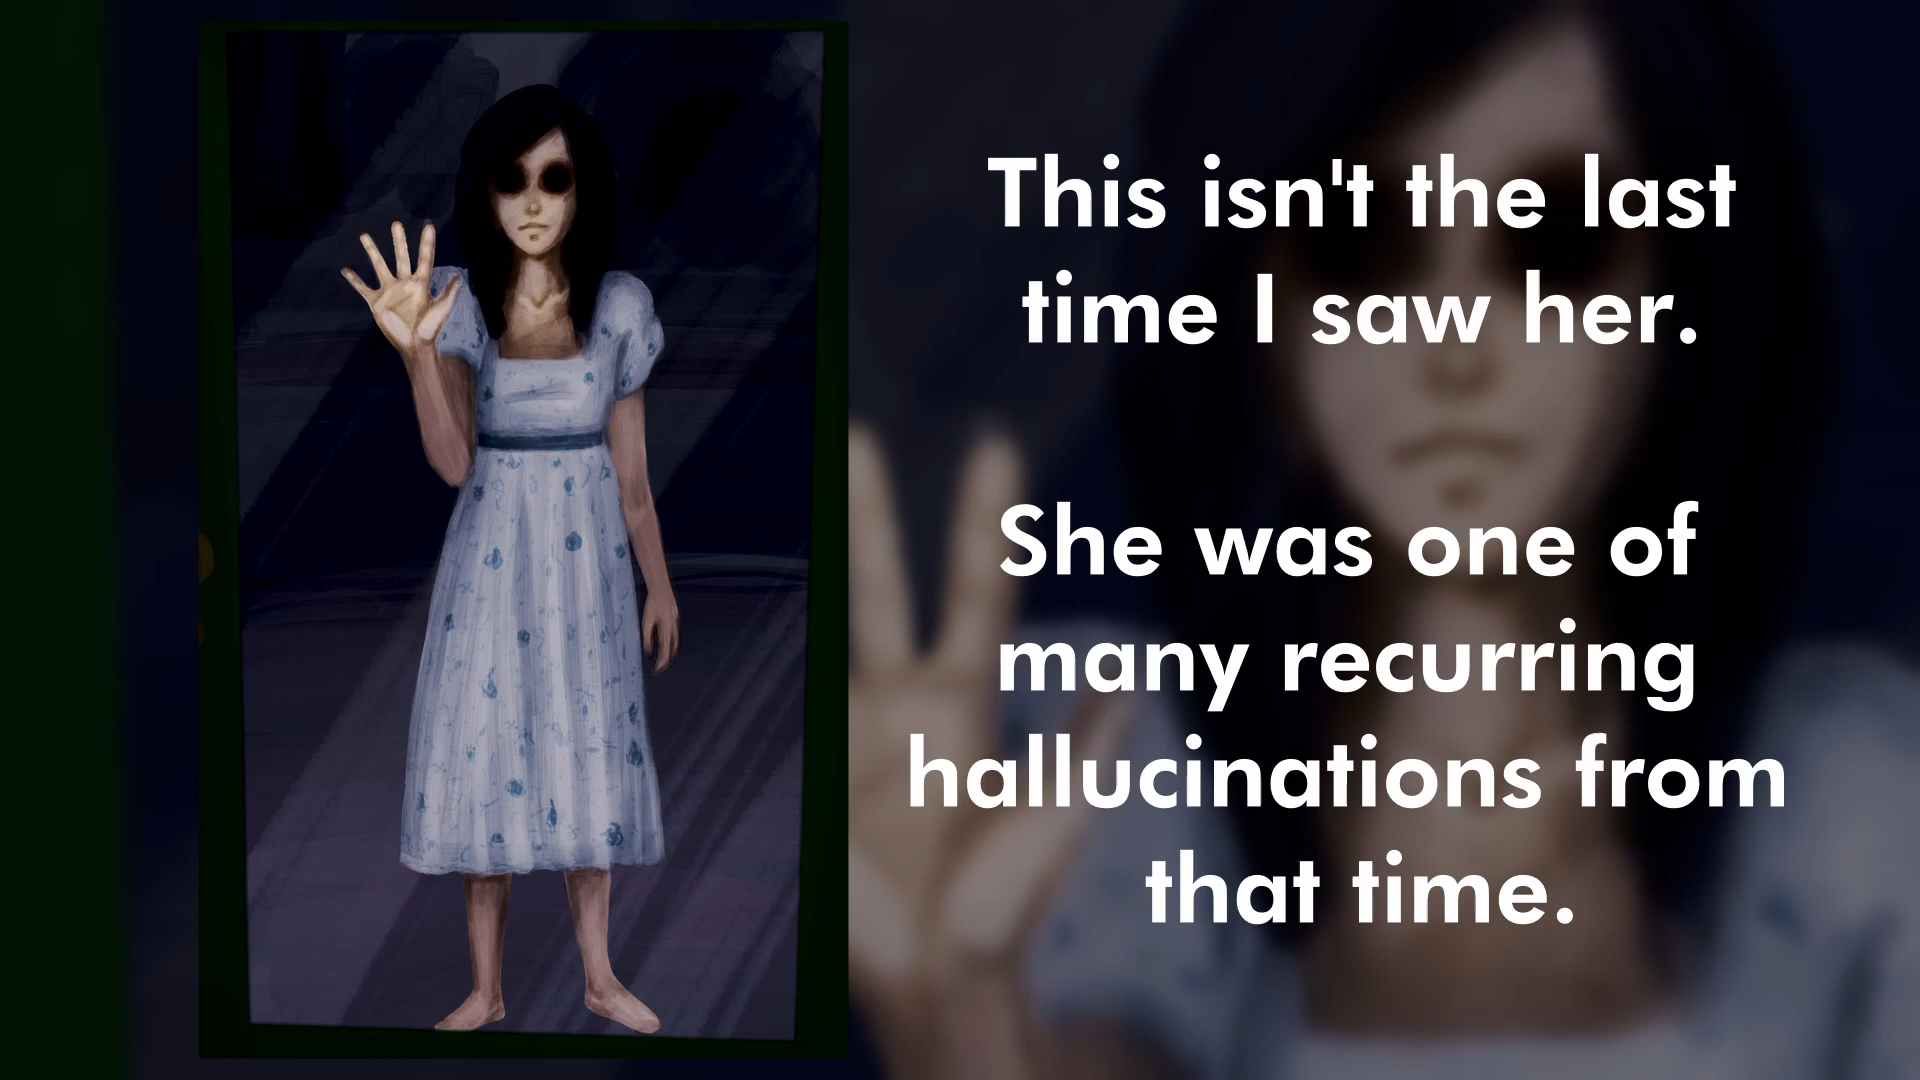 This isn't the last
time I saw her.
She was one of
many recurring
hallucinations from
that time.